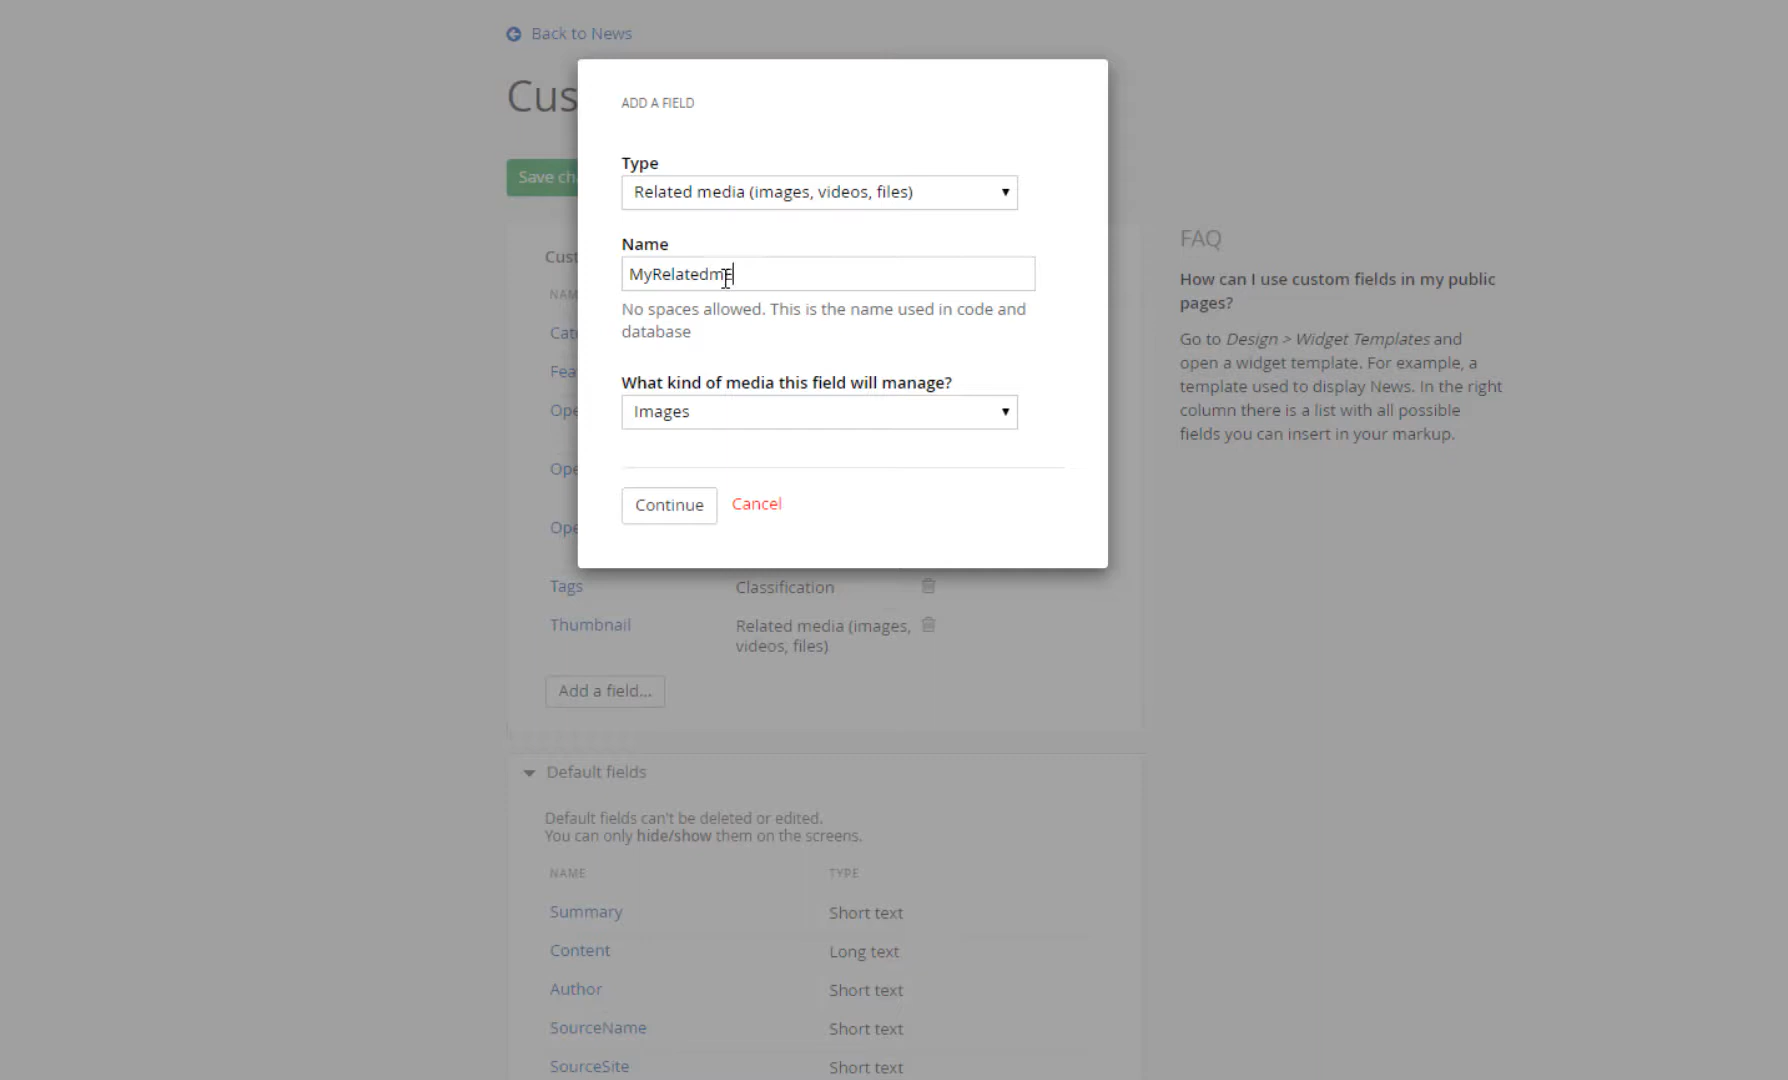 Back to News
Cus
Save ch
ADD A FIELD
Type
Related media (images, videos, files)
Name
MyRelatedme
No spaces allowed. This is the name used in code and
database
What kind of media this field will manage?
Images
Continue Cancel
Cust
NAM
Cate
Fea
Ope
Ope
Ope
Tags Classification
Thumbnail Related media (images,
videos, files)
Add a field...
Default fields
Default fields can't be deleted or edited.
You can only hide/show them on the screens.
NAME TYPE
Summary Short text
Content Long text
Author Short text
SourceName Short text
SourceSite Short text
FAQ
How can I use custom fields in my public
pages?
Go to Design > Widget Templates and
open a widget template. For example, a
template used to display News. In the right
column there is a list with all possible
fields you can insert in your markup.